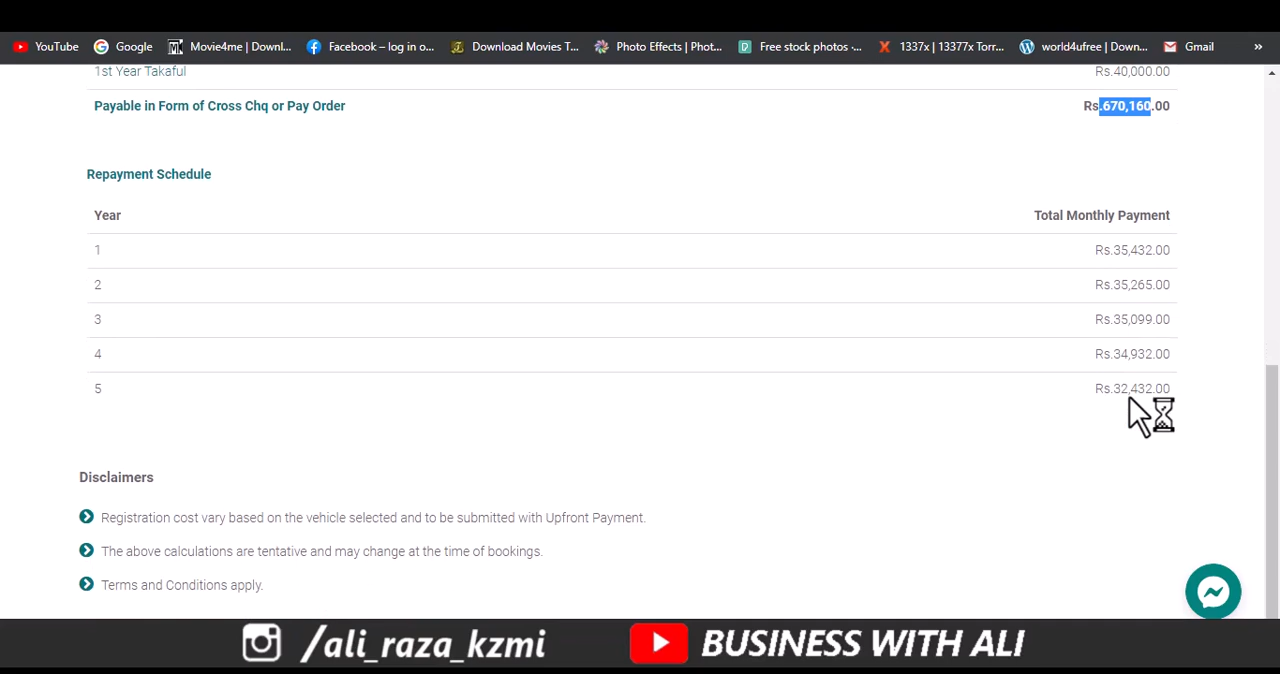 YouTube Google Movie4me | Downl... Facebook – log in o... Download Movies T... Photo Effects | Phot... Free stock photos -... 1337x | 13377x Torr... world4ufree | Down... Gmail »
1st Year Takaful Rs.40,000.00
Payable in Form of Cross Chq or Pay Order Rs.670,160.00
Repayment Schedule
Year Total Monthly Payment
1 Rs.35,432.00
2 Rs.35,265.00
3 Rs.35,099.00
4 Rs.34,932.00
5 Rs.32,432.00
Disclaimers
Registration cost vary based on the vehicle selected and to be submitted with Upfront Payment.
The above calculations are tentative and may change at the time of bookings.
Terms and Conditions apply.
/ali_raza_kzmi BUSINESS WITH ALI